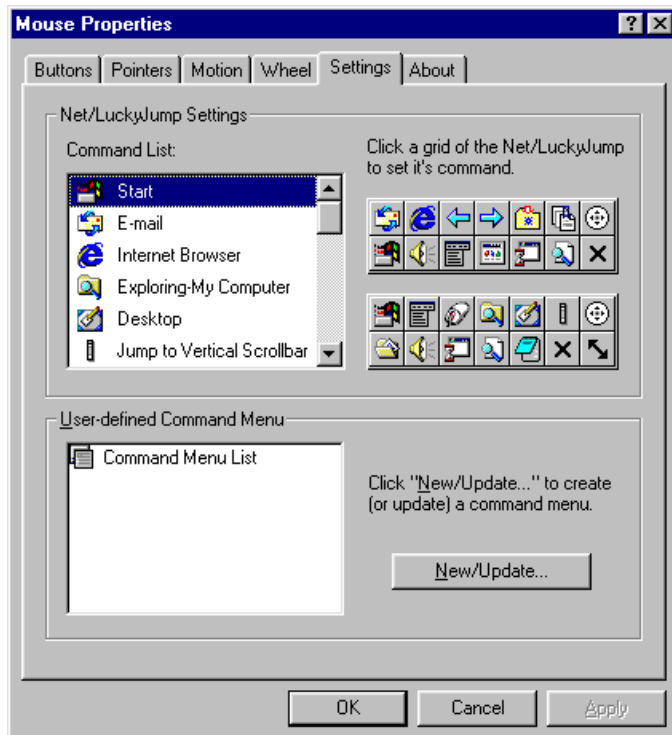 Mouse Properties
Buttons Pointers Motion Wheel Settings About
Net/LuckyJump Settings
Command List:
Click a grid of the Net/LuckyJump
to set it's command.
Start
E-mail
Internet Browser
Exploring-My Computer
Desktop
Jump to Vertical Scrollbar
User-defined Command Menu
Command Menu List
Click "New/Update..." to create
(or update) a command menu.
New/Update...
OK Cancel Apply